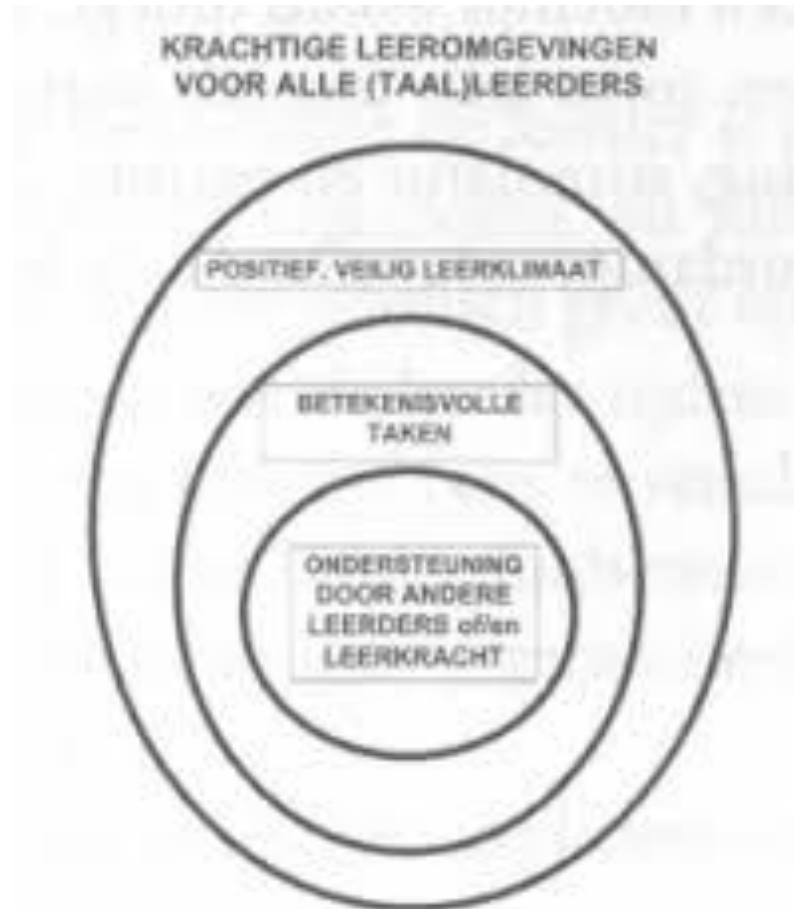 KRACHTIGE LEEROMGEVINGEN
VOOR ALLE (TAAL)LEERDERS
POSITIEF, VEILIG LEERKLIMAAT
BETEKENISVOLLE
TAKEN
ONDERSTEUNING
DOOR ANDERE
LEERDERS of/en
LEERKRACHT